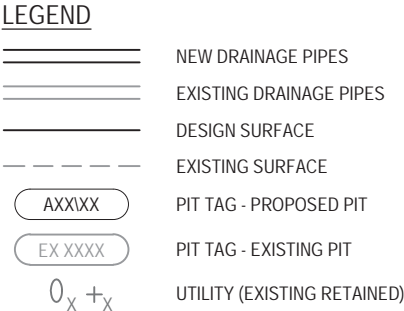 LEGEND
NEW DRAINAGE PIPES
EXISTING DRAINAGE PIPES
DESIGN SURFACE
EXISTING SURFACE
AXX\XX PIT TAG - PROPOSED PIT
EX XXXX PIT TAG - EXISTING PIT
0X +X UTILITY (EXISTING RETAINED)